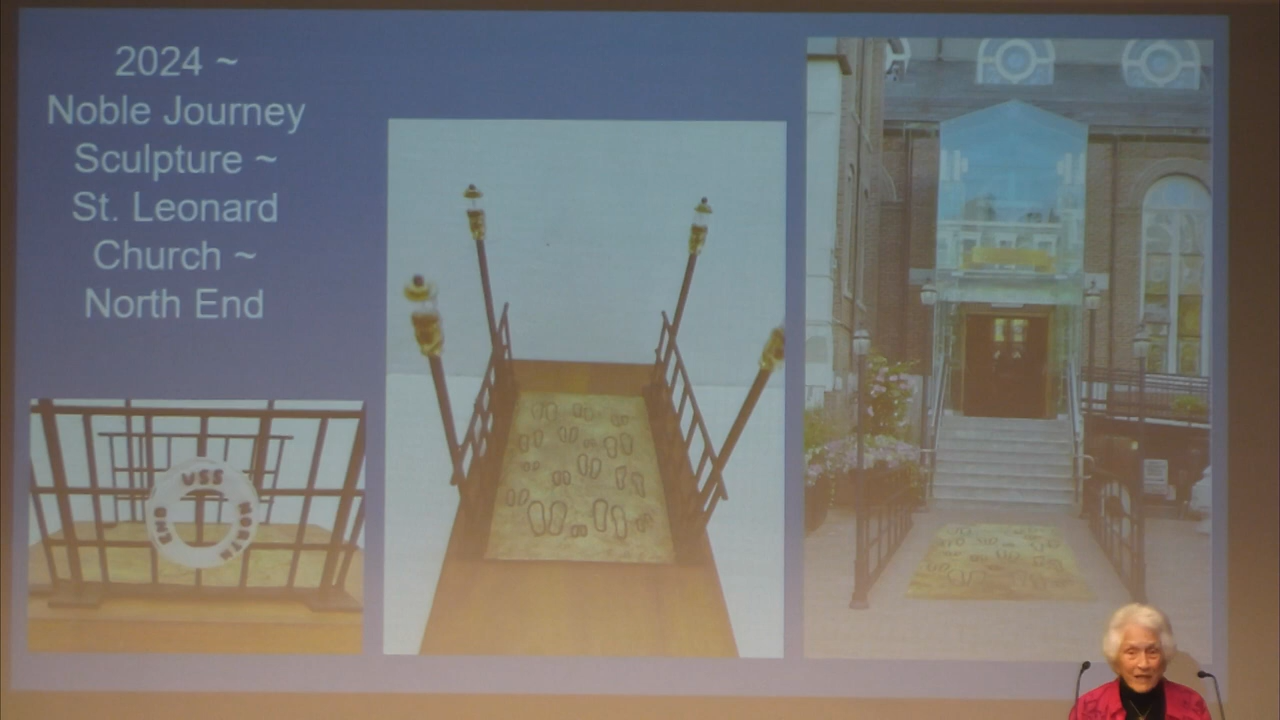 2024 ~
Noble Journey
Sculpture ~
St. Leonard
Church ~
North End
USS
NORTH
END